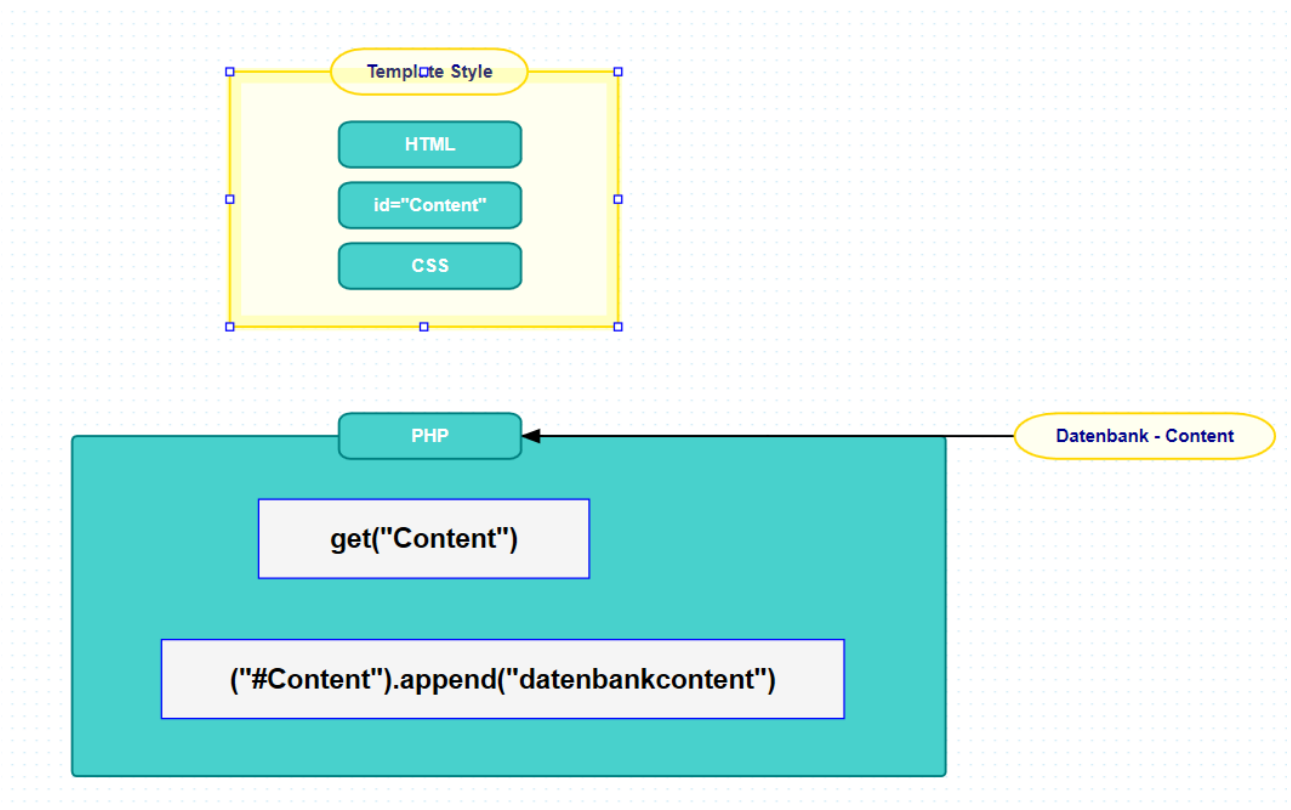 Template Style
HTML
id="Content"
CSS
PHP
Datenbank - Content
get("Content")
("#Content").append("datenbankcontent")